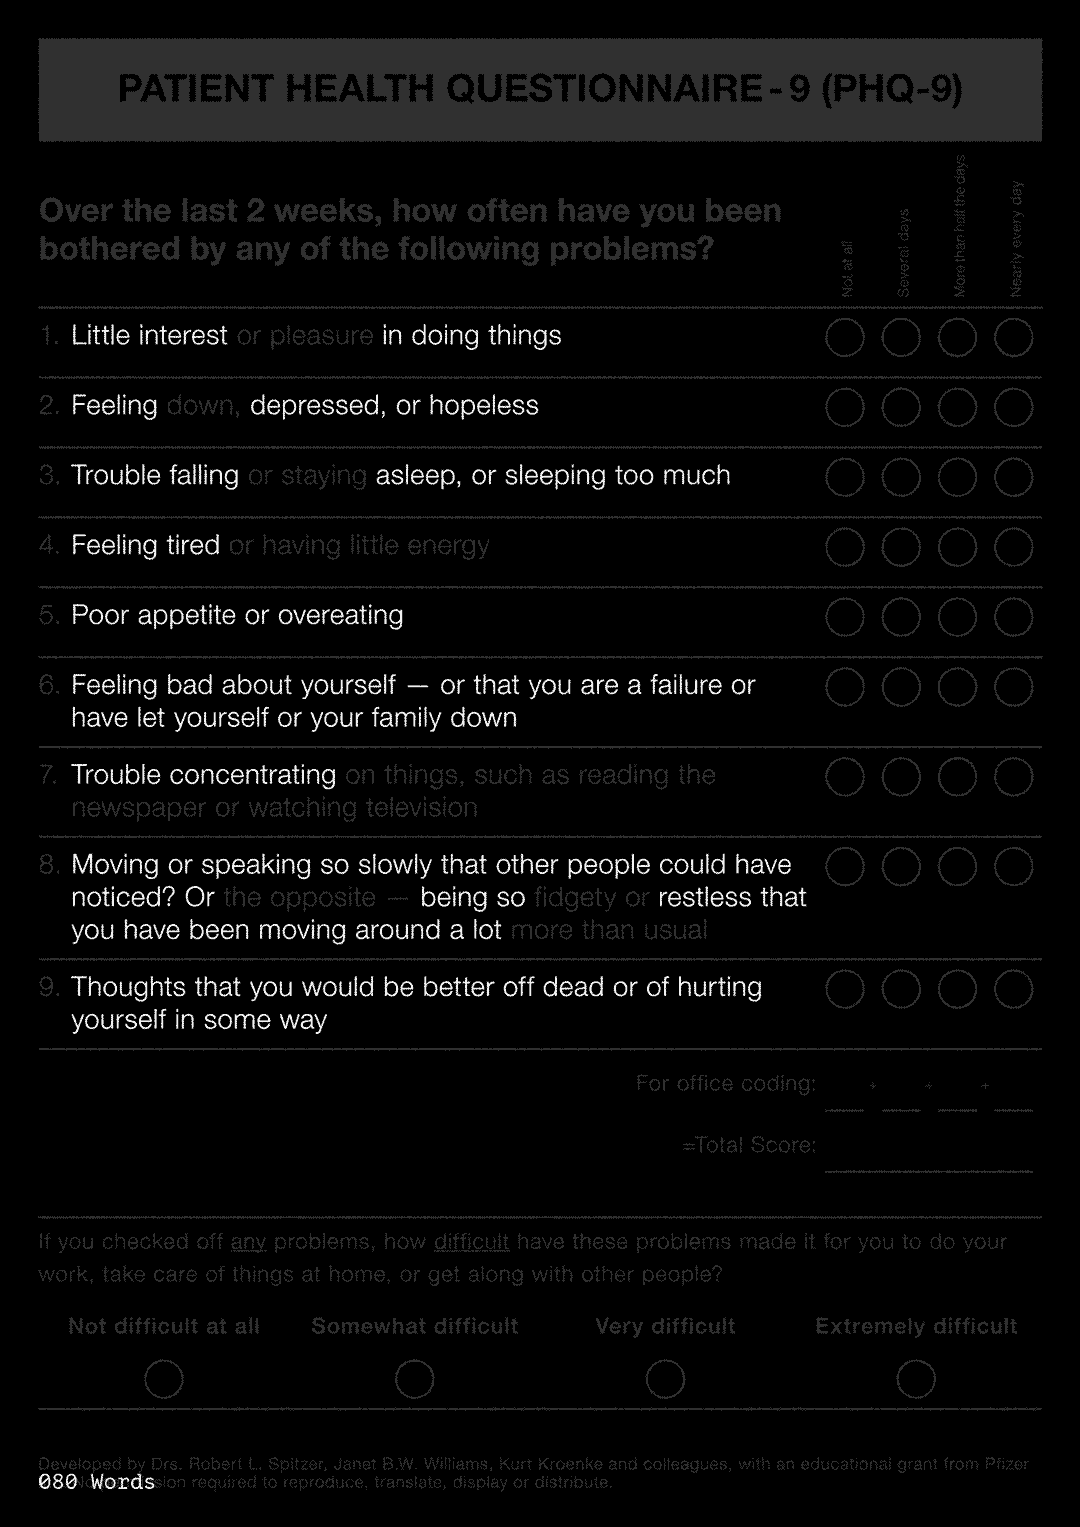 PATIENT HEALTH QUESTIONNAIRE - 9 (PHQ-9)
Over the last 2 weeks, how often have you been
bothered by any of the following problems?
Not at all
Several days
More than half the days
Nearly every day
1. Little interest or pleasure in doing things
2. Feeling down, depressed, or hopeless
3. Trouble falling or staying asleep, or sleeping too much
4. Feeling tired or having little energy
5. Poor appetite or overeating
6. Feeling bad about yourself — or that you are a failure or
have let yourself or your family down
7. Trouble concentrating on things, such as reading the
newspaper or watching television
8. Moving or speaking so slowly that other people could have
noticed? Or the opposite — being so fidgety or restless that
you have been moving around a lot more than usual
9. Thoughts that you would be better off dead or of hurting
yourself in some way
For office coding: + + +
=Total Score:
If you checked off any problems, how difficult have these problems made it for you to do your
work, take care of things at home, or get along with other people?
Not difficult at all Somewhat difficult Very difficult Extremely difficult
Developed by Drs. Robert L. Spitzer, Janet B.W. Williams, Kurt Kroenke and colleagues, with an educational grant from Pfizer
080 Words required to reproduce, translate, display or distribute.